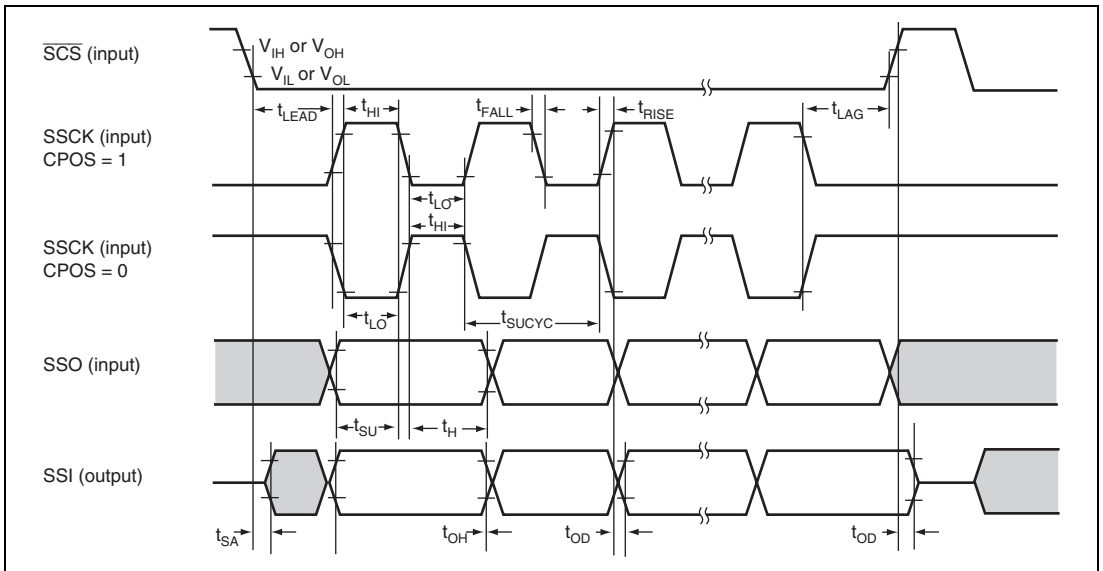 SCS (input)
VIH or VOH
VIL or VOL
tLEAD
tHI
tFALL
tRISE
tLAG
SSCK (input)
CPOS = 1
tLO
tHI
SSCK (input)
CPOS = 0
tLO
tSUCYC
SSO (input)
tSU
tH
SSI (output)
tSA
tOH
tOD
tOD